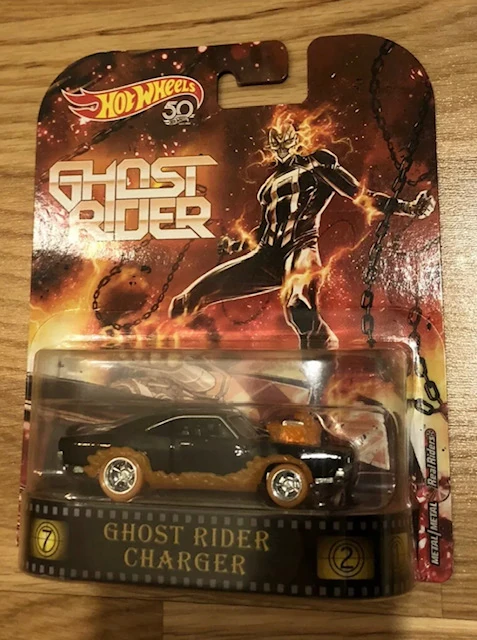 HOT WHEELS
50
GHOST
RIDER
METAL/METAL Real Riders
7
GHOST RIDER
CHARGER
2